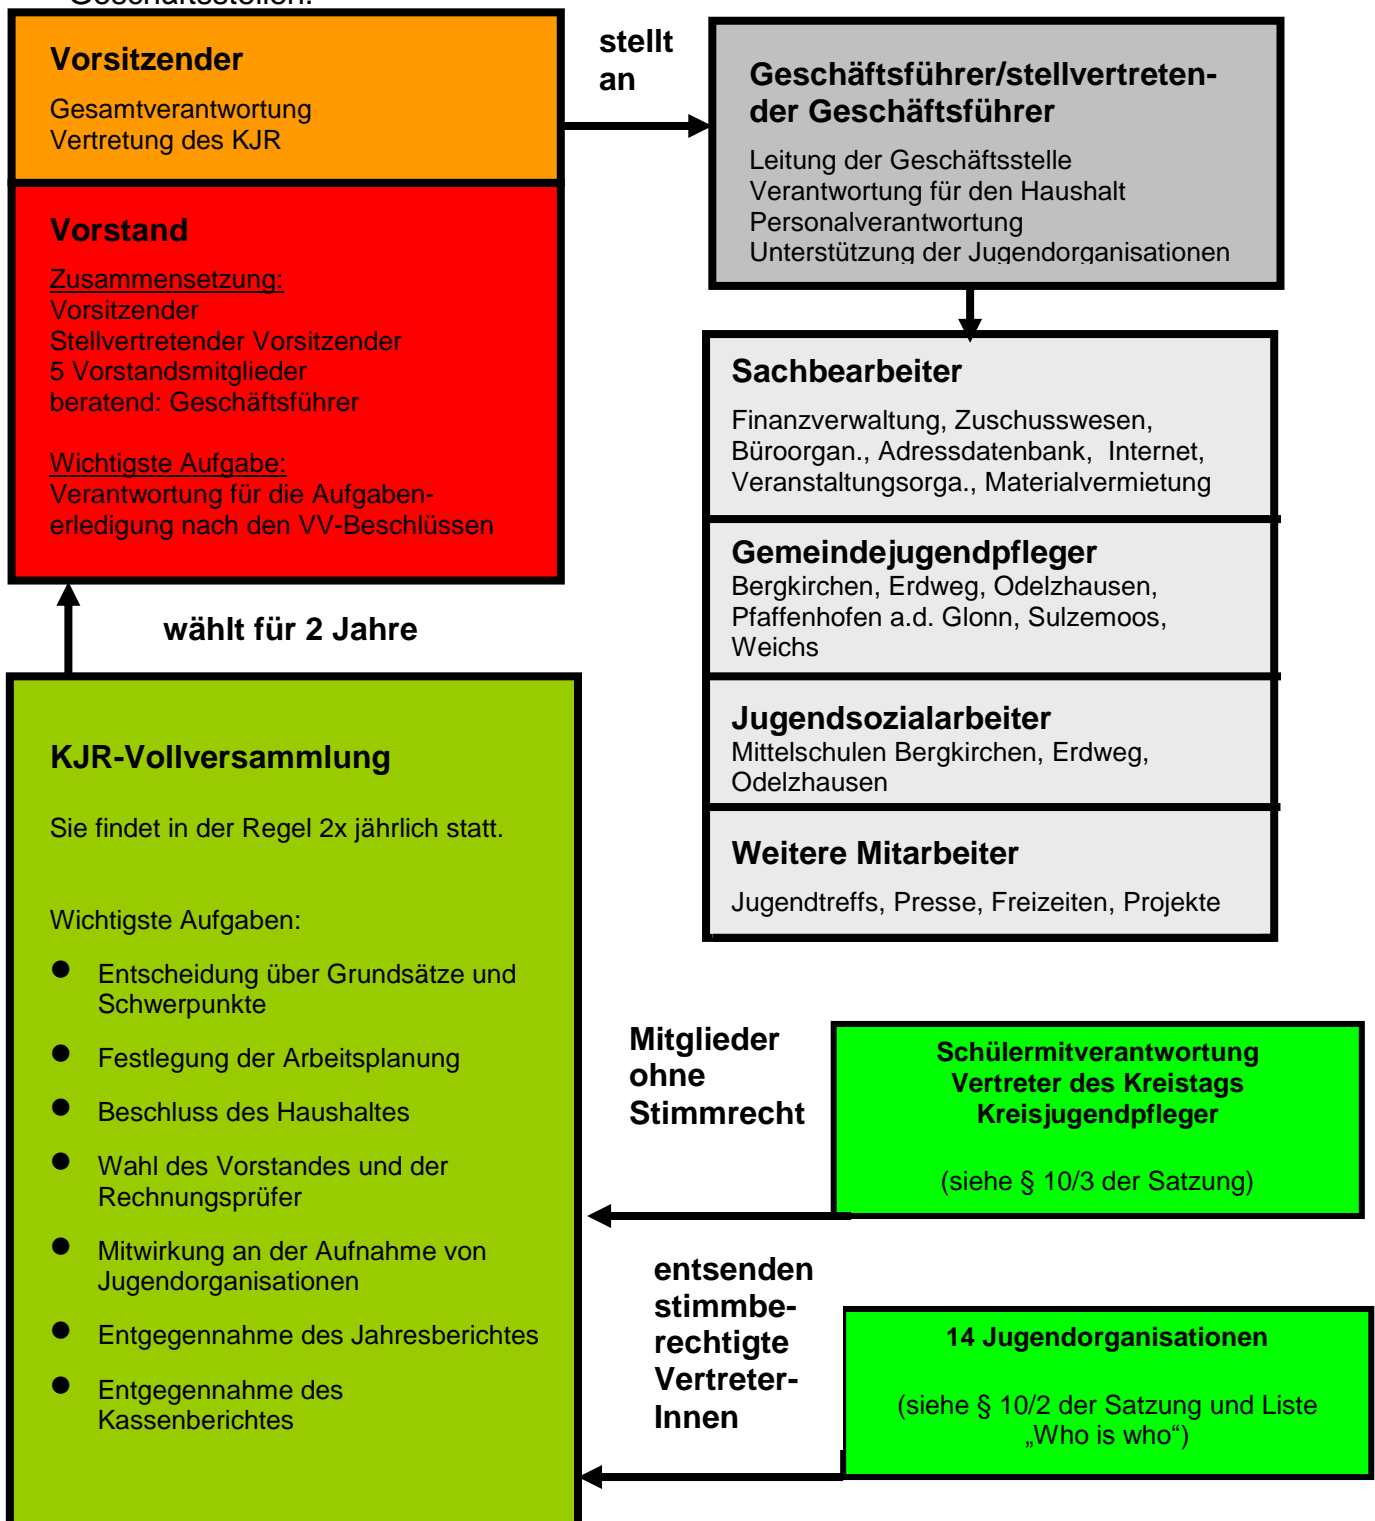 Geschäftsstellen.
Vorsitzender
Gesamtverantwortung
Vertretung des KJR
stellt
an
Geschäftsführer/stellvertreten-
der Geschäftsführer
Leitung der Geschäftsstelle
Verantwortung für den Haushalt
Personalverantwortung
Unterstützung der Jugendorganisationen
Vorstand
Zusammensetzung:
Vorsitzender
Stellvertretender Vorsitzender
5 Vorstandsmitglieder
beratend: Geschäftsführer
Wichtigste Aufgabe:
Verantwortung für die Aufgaben-
erledigung nach den VV-Beschlüssen
Sachbearbeiter
Finanzverwaltung, Zuschusswesen,
Büroorgan., Adressdatenbank,  Internet,
Veranstaltungsorga., Materialvermietung
Gemeindejugendpfleger
Bergkirchen, Erdweg, Odelzhausen,
Pfaffenhofen a.d. Glonn, Sulzemoos,
Weichs
Jugendsozialarbeiter
Mittelschulen Bergkirchen, Erdweg,
Odelzhausen
Weitere Mitarbeiter
Jugendtreffs, Presse, Freizeiten, Projekte
wählt für 2 Jahre
KJR-Vollversammlung
Sie findet in der Regel 2x jährlich statt.
Wichtigste Aufgaben:
● Entscheidung über Grundsätze und
Schwerpunkte
● Festlegung der Arbeitsplanung
● Beschluss des Haushaltes
● Wahl des Vorstandes und der
Rechnungsprüfer
● Mitwirkung an der Aufnahme von
Jugendorganisationen
● Entgegennahme des Jahresberichtes
● Entgegennahme des
Kassenberichtes
Mitglieder
ohne
Stimmrecht
Schülermitverantwortung
Vertreter des Kreistags
Kreisjugendpfleger
(siehe § 10/3 der Satzung)
entsenden
stimmbe-
rechtigte
Vertreter-
Innen
14 Jugendorganisationen
(siehe § 10/2 der Satzung und Liste
„Who is who“)